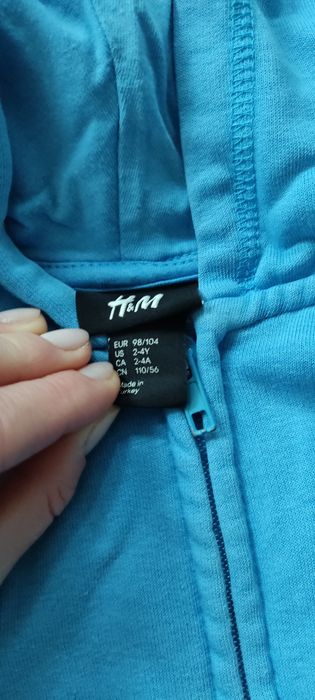 H&M
EUR 98/104
US 2-4Y
CA 2-4A
CN 110/56
Made in
Turkey